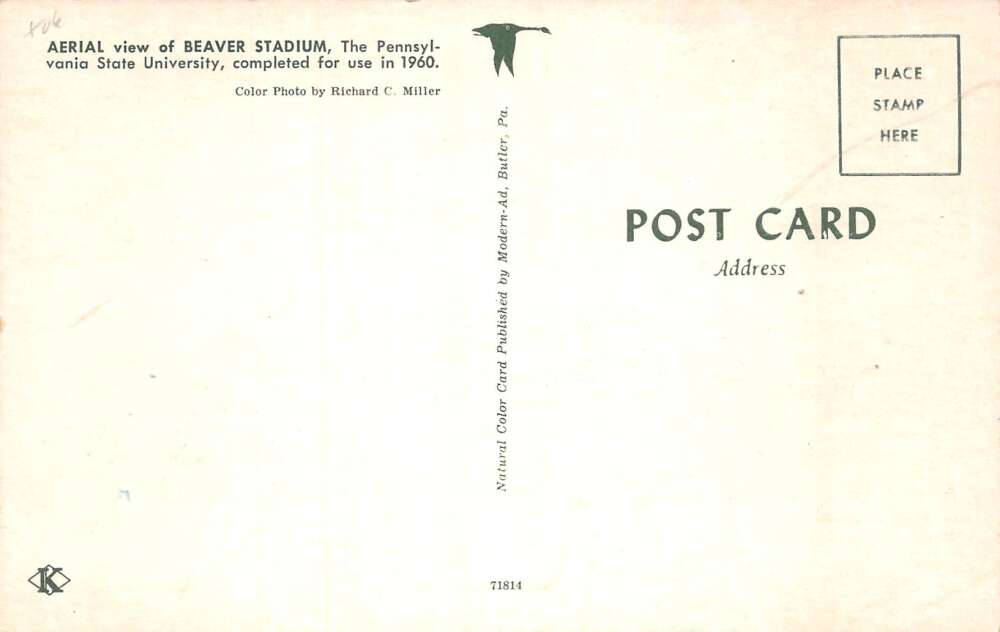 AERIAL view of BEAVER STADIUM, The Pennsyl-
vania State University, completed for use in 1960.
Color Photo by Richard C. Miller
Natural Color Card Published by Modern-Ad, Butler, Pa.
PLACE
STAMP
HERE
POST CARD
Address
K
71814